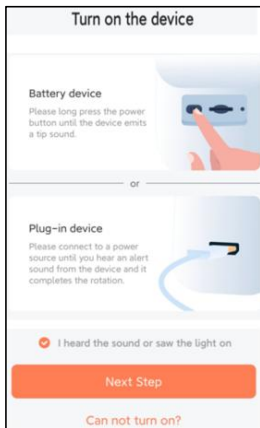 Turn on the device
Battery device
Please long press the power
button until the device emits
a tip sound.
or
Plug-in device
Please connect to a power
source until you hear an alert
sound from the device and it
completes the rotation.
I heard the sound or saw the light on
Next Step
Can not turn on?